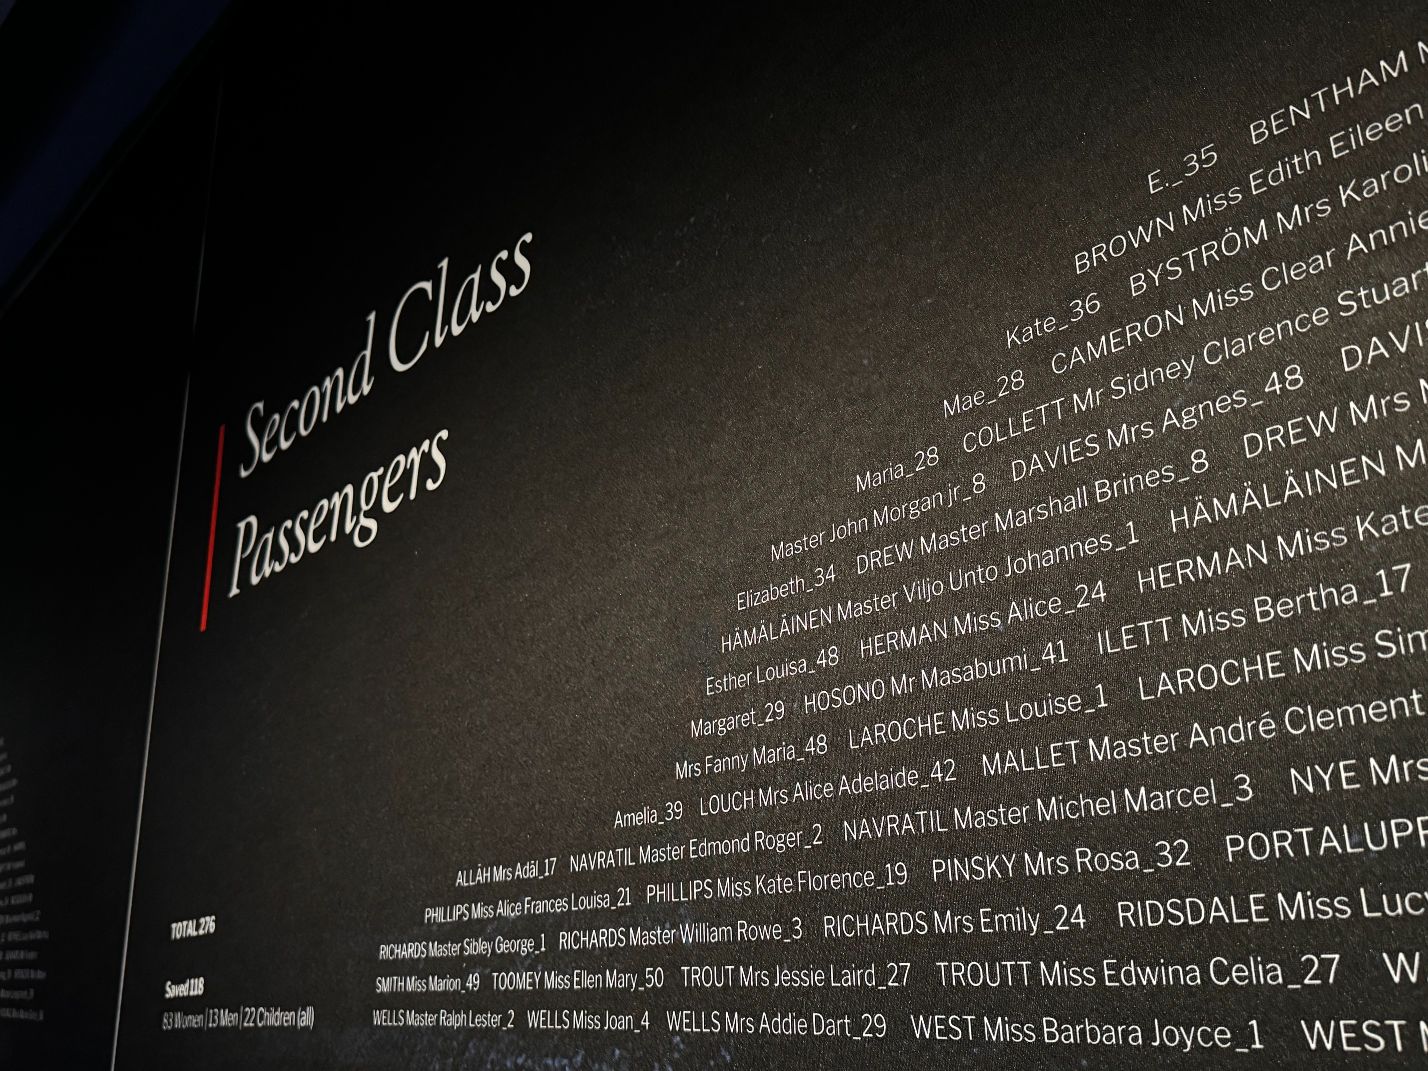 Second Class
Passengers
TOTAL 276
Saved 118
83 Women | 13 Men | 22 Children (all)
E._35 BENTHAM
BROWN Miss Edith Eileen
Kate_36 BYSTRÖM Mrs
Mae_28 CAMERON Miss Clear Annie
Maria_28 COLLETT Mr Sidney Clarence Stuart
Master John Morgan jr_8 DAVIES Mrs Agnes_48
Elizabeth_34 DREW Master Marshall Brines_8 DREW Mrs
HÄMÄLÄINEN Master Viljo Unto Johannes_1 HÄMÄLÄINEN
Esther Louisa_48 HERMAN Miss Alice_24 HERMAN Miss Kate
Margaret_29 HOSONO Mr Masabumi_41 ILETT Miss Bertha_17
Mrs Fanny Maria_48 LAROCHE Miss Louise_1 LAROCHE Miss
Amelia_39 LOUCH Mrs Alice Adelaide_42 MALLET Master André Clement
Mrs Adâl_17 NAVRATIL Master Edmond Roger_2 NAVRATIL Master Michel Marcel_3 NYE Mrs
PHILLIPS Miss Alice Frances Louisa_21 PHILLIPS Miss Kate Florence_19 PINSKY Mrs Rosa_32
RICHARDS Master Sibley George_1 RICHARDS Master William Rowe_3 RICHARDS Mrs Emily_24 RIDSDALE Miss
SMITH Miss Marion_49 TOOMEY Miss Ellen Mary_50 TROUT Mrs Jessie Laird_27 TROUTT Miss Edwina Celia_27
WELLS Master Ralph Lester_2 WELLS Miss Joan_4 WELLS Mrs Addie Dart_29 WEST Miss Barbara Joyce_1 WEST